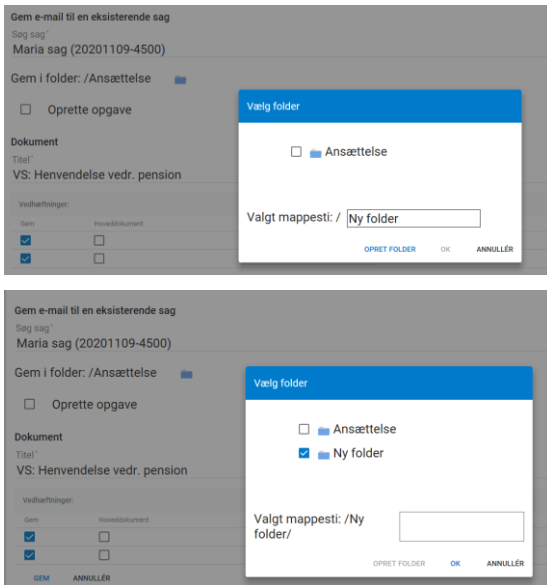 Gem e-mail til en eksisterende sag
Søg sag*
Maria sag (20201109-4500)
Gem i folder: /Ansættelse
Oprette opgave
Dokument
Titel*
VS: Henvendelse vedr. pension
Vedhæftninger:
Gem Hoveddokument
Vælg folder
Ansættelse
Valgt mappesti: / Ny folder
OPRET FOLDER OK ANNULLÉR
Gem e-mail til en eksisterende sag
Søg sag*
Maria sag (20201109-4500)
Gem i folder: /Ansættelse
Oprette opgave
Dokument
Titel*
VS: Henvendelse vedr. pension
Vedhæftninger:
Gem Hoveddokument
GEM ANNULLÉR
Vælg folder
Ansættelse
Ny folder
Valgt mappesti: /Ny
folder/
OPRET FOLDER OK ANNULLÉR